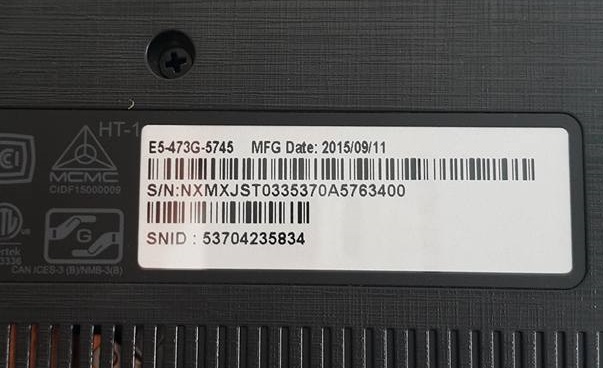 HT-1
E5-473G-5745 MFG Date: 2015/09/11
MCMC
CIDF15000009
S/N:NXMXJST0335370A5763400
SNID : 53704235834
3336
CAN ICES-3 (B)/NMB-3(B)